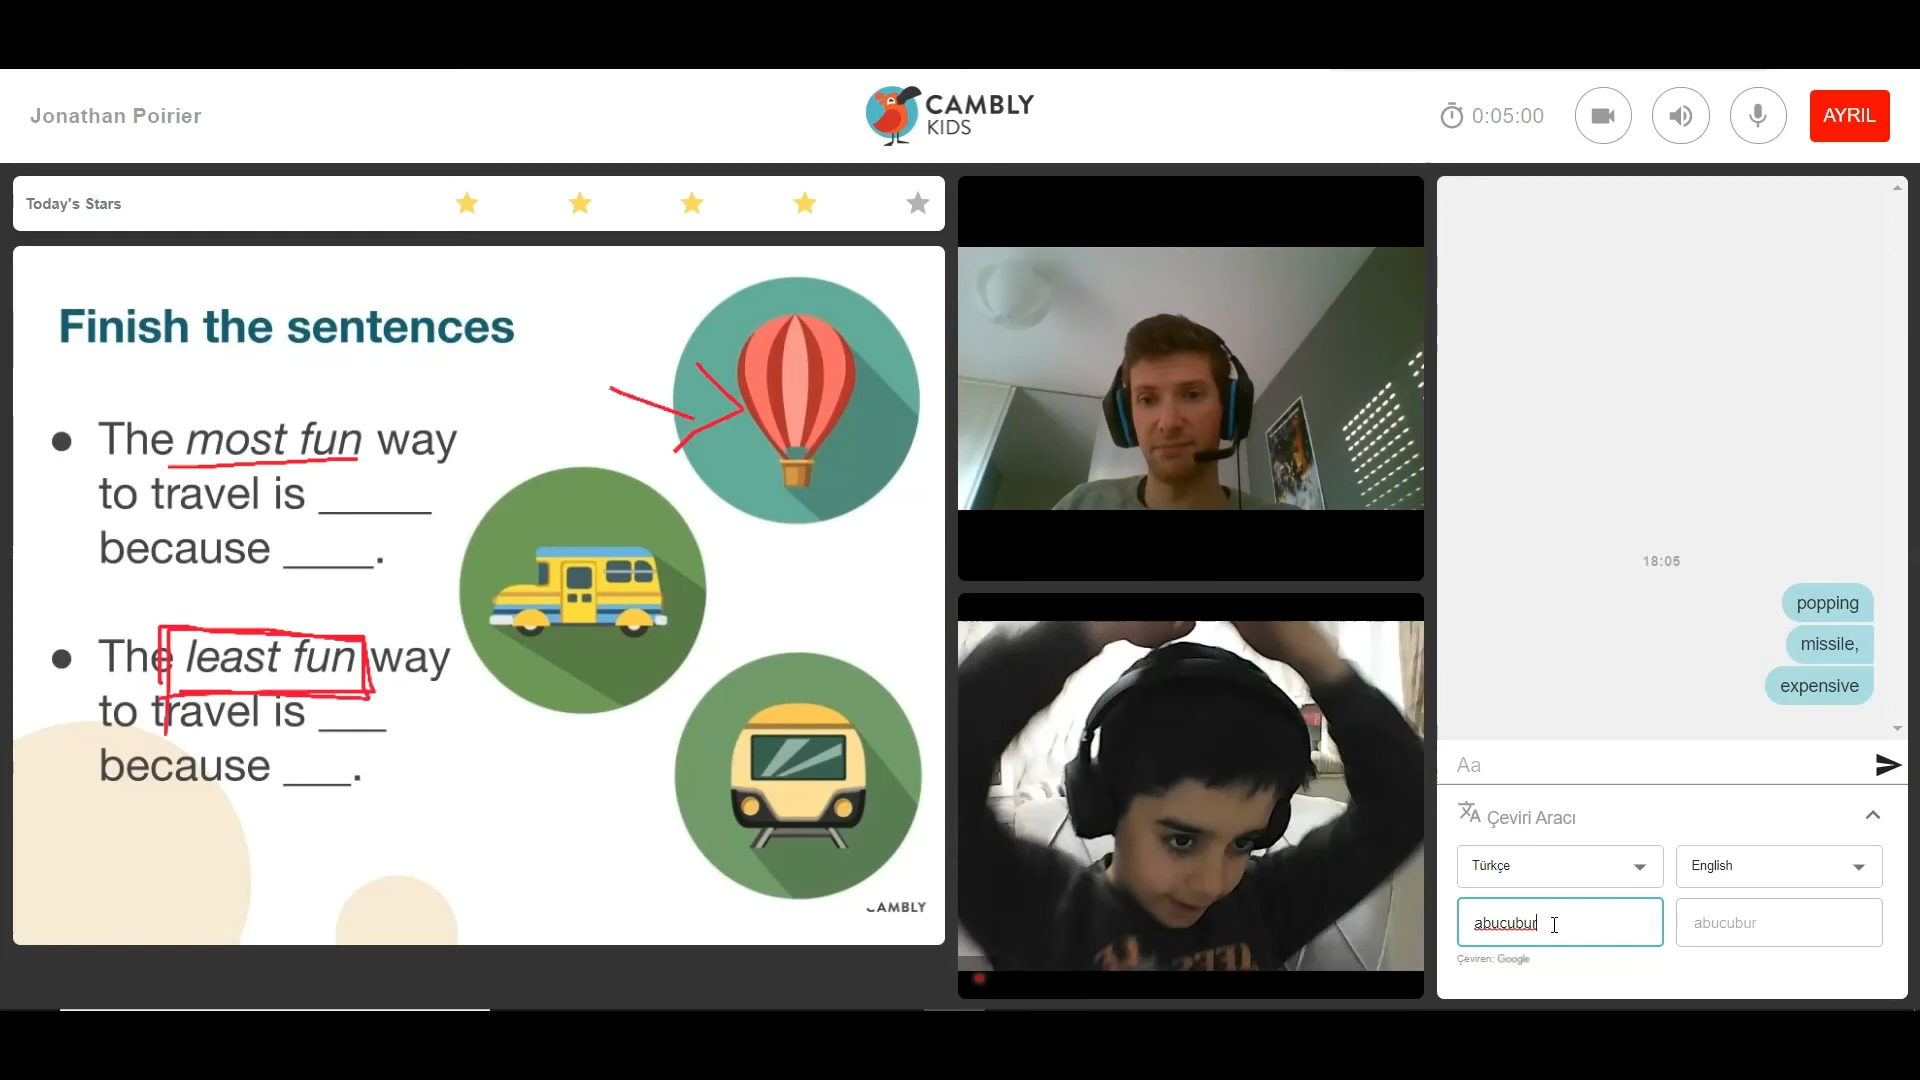 Jonathan Poirier
CAMBLY
KIDS
0:05:00
AYRIL
Today's Stars
Finish the sentences
• The most fun way
to travel is ______
because _____.
• The least fun way
to travel is ____
because ____.
CAMBLY
18:05
popping
missile,
expensive
Aa
Çeviri Aracı
Türkçe
English
abucubur
abucubur
Çeviren: Google